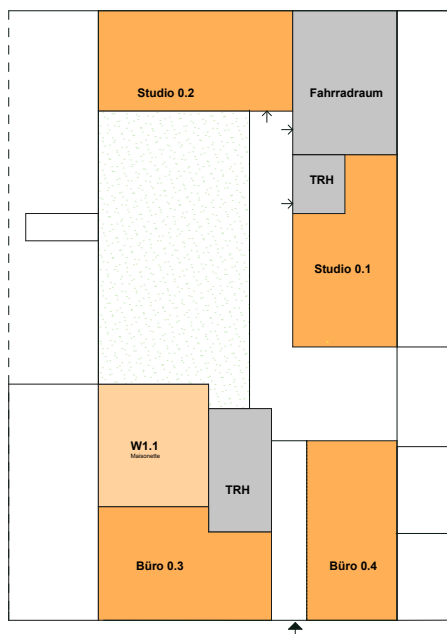 Studio 0.2
Fahrradraum
TRH
Studio 0.1
W1.1
Maisonette
TRH
Büro 0.3
Büro 0.4